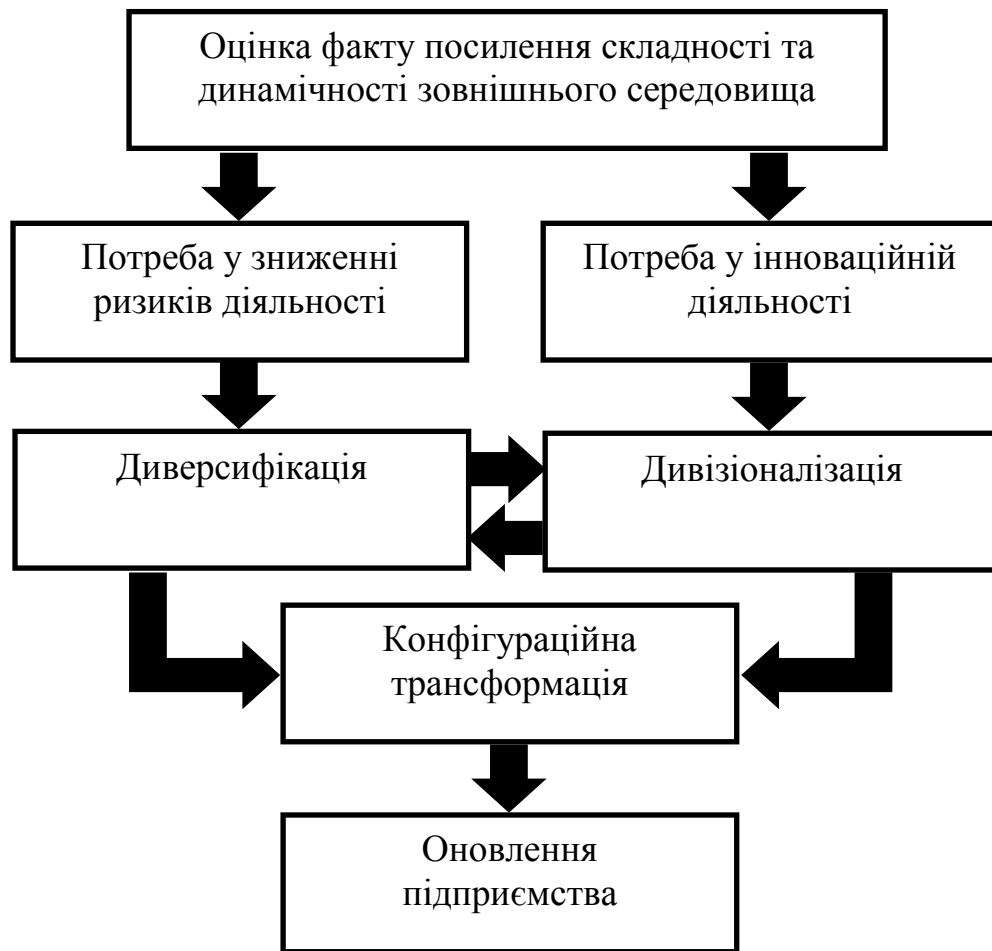 Оцінка факту посилення складності та
динамічності зовнішнього середовища
Потреба у зниженні
ризиків діяльності
Потреба у інноваційній
діяльності
Диверсифікація
Дивізіоналізація
Конфігураційна
трансформація
Оновлення
підприємства